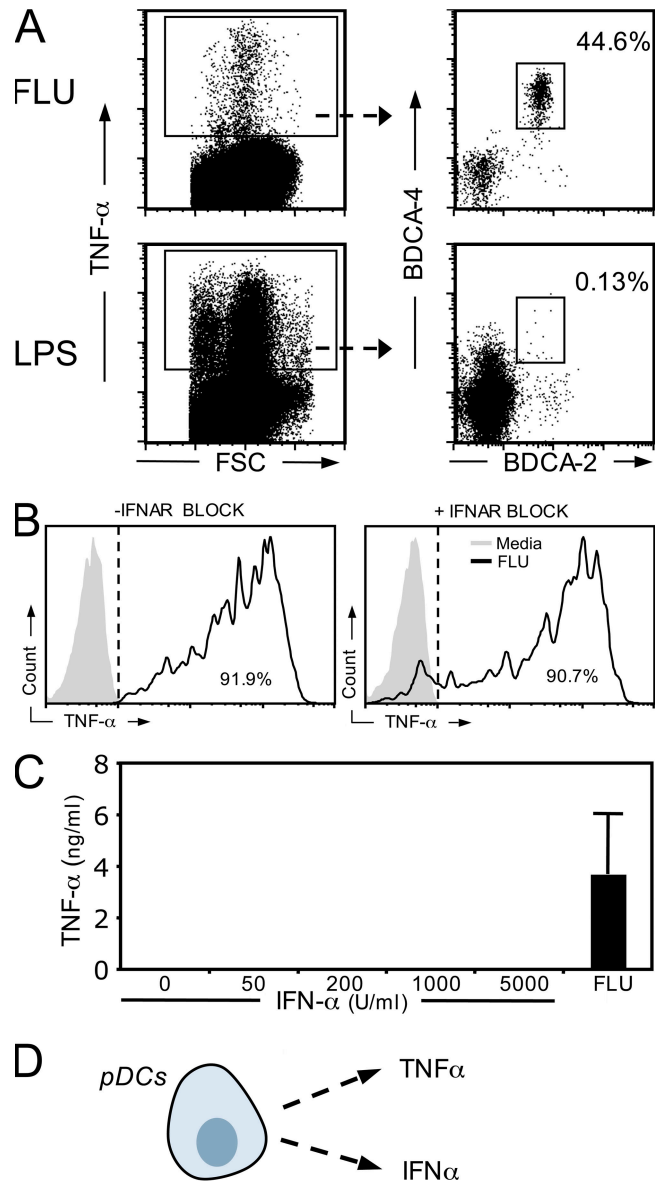 A
FLU
TNF-α
BDCA-4
44.6%
LPS
0.13%
FSC
BDCA-2
B
-IFNAR BLOCK
+ IFNAR BLOCK
Media
FLU
Count
91.9%
TNF-α
Count
90.7%
TNF-α
C
TNF-α (ng/ml)
8
6
4
2
0
0 50 200 1000 5000 FLU
IFN-α (U/ml)
D
pDCs
TNFα
IFNα